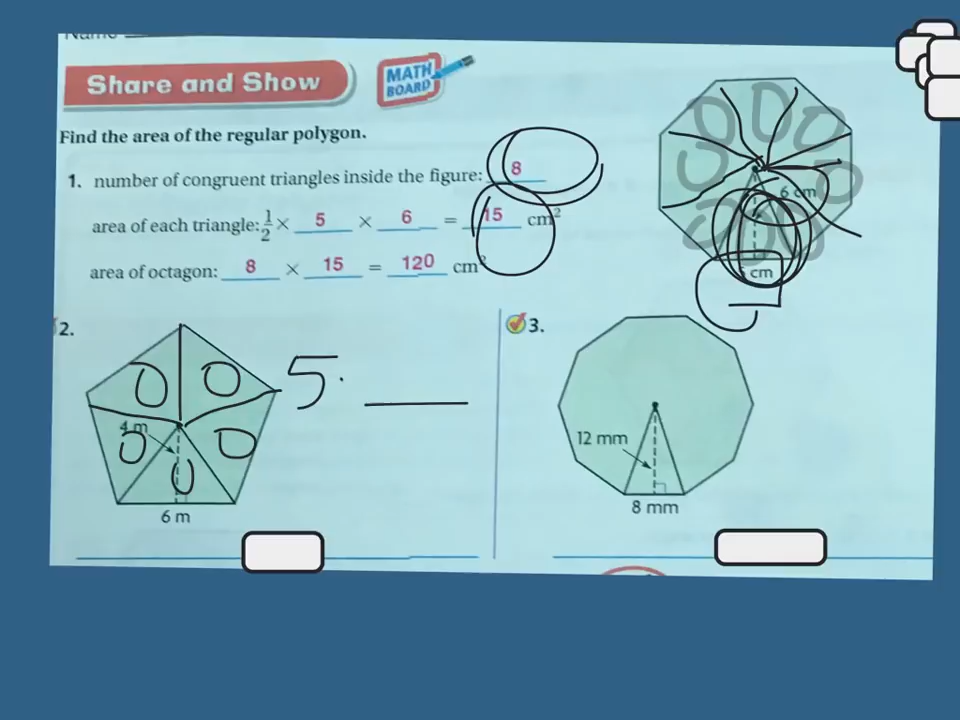 Name
Share and Show
MATH
BOARD
Find the area of the regular polygon.
1. number of congruent triangles inside the figure: 8
area of each triangle: 1/2 × 5 × 6 = 15 cm²
area of octagon: 8 × 15 = 120 cm²
6 cm
cm
2.
4 m
6 m
5.
3.
12 mm
8 mm